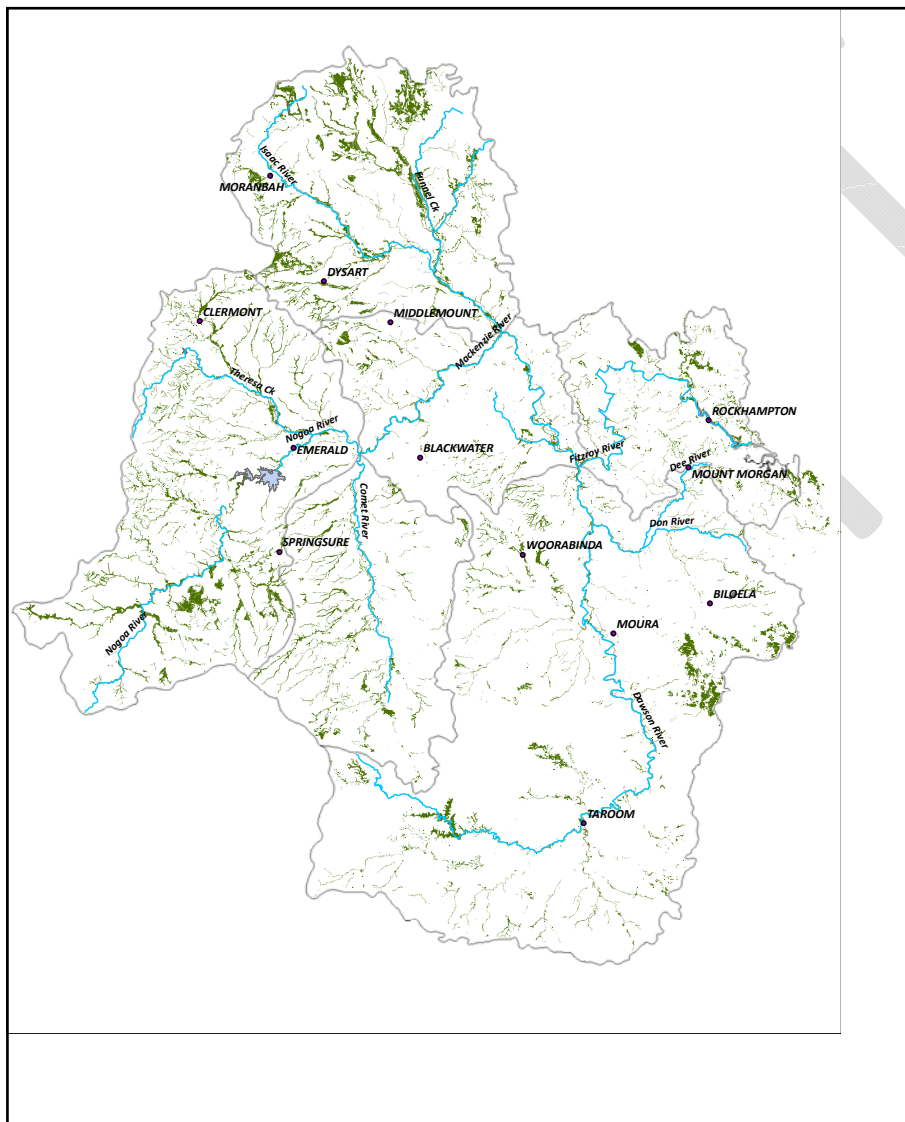 Isaac River
MORANBAH
Funnel Ck
DYSART
CLERMONT
MIDDLEMOUNT
Mackenzie River
Theresa Ck
ROCKHAMPTON
Nogoa River
EMERALD
BLACKWATER
Fitzroy River
Dee River
MOUNT MORGAN
Comet River
Don River
SPRINGSURE
WOORABINDA
BILOELA
Nogoa River
MOURA
Dawson River
TAROOM